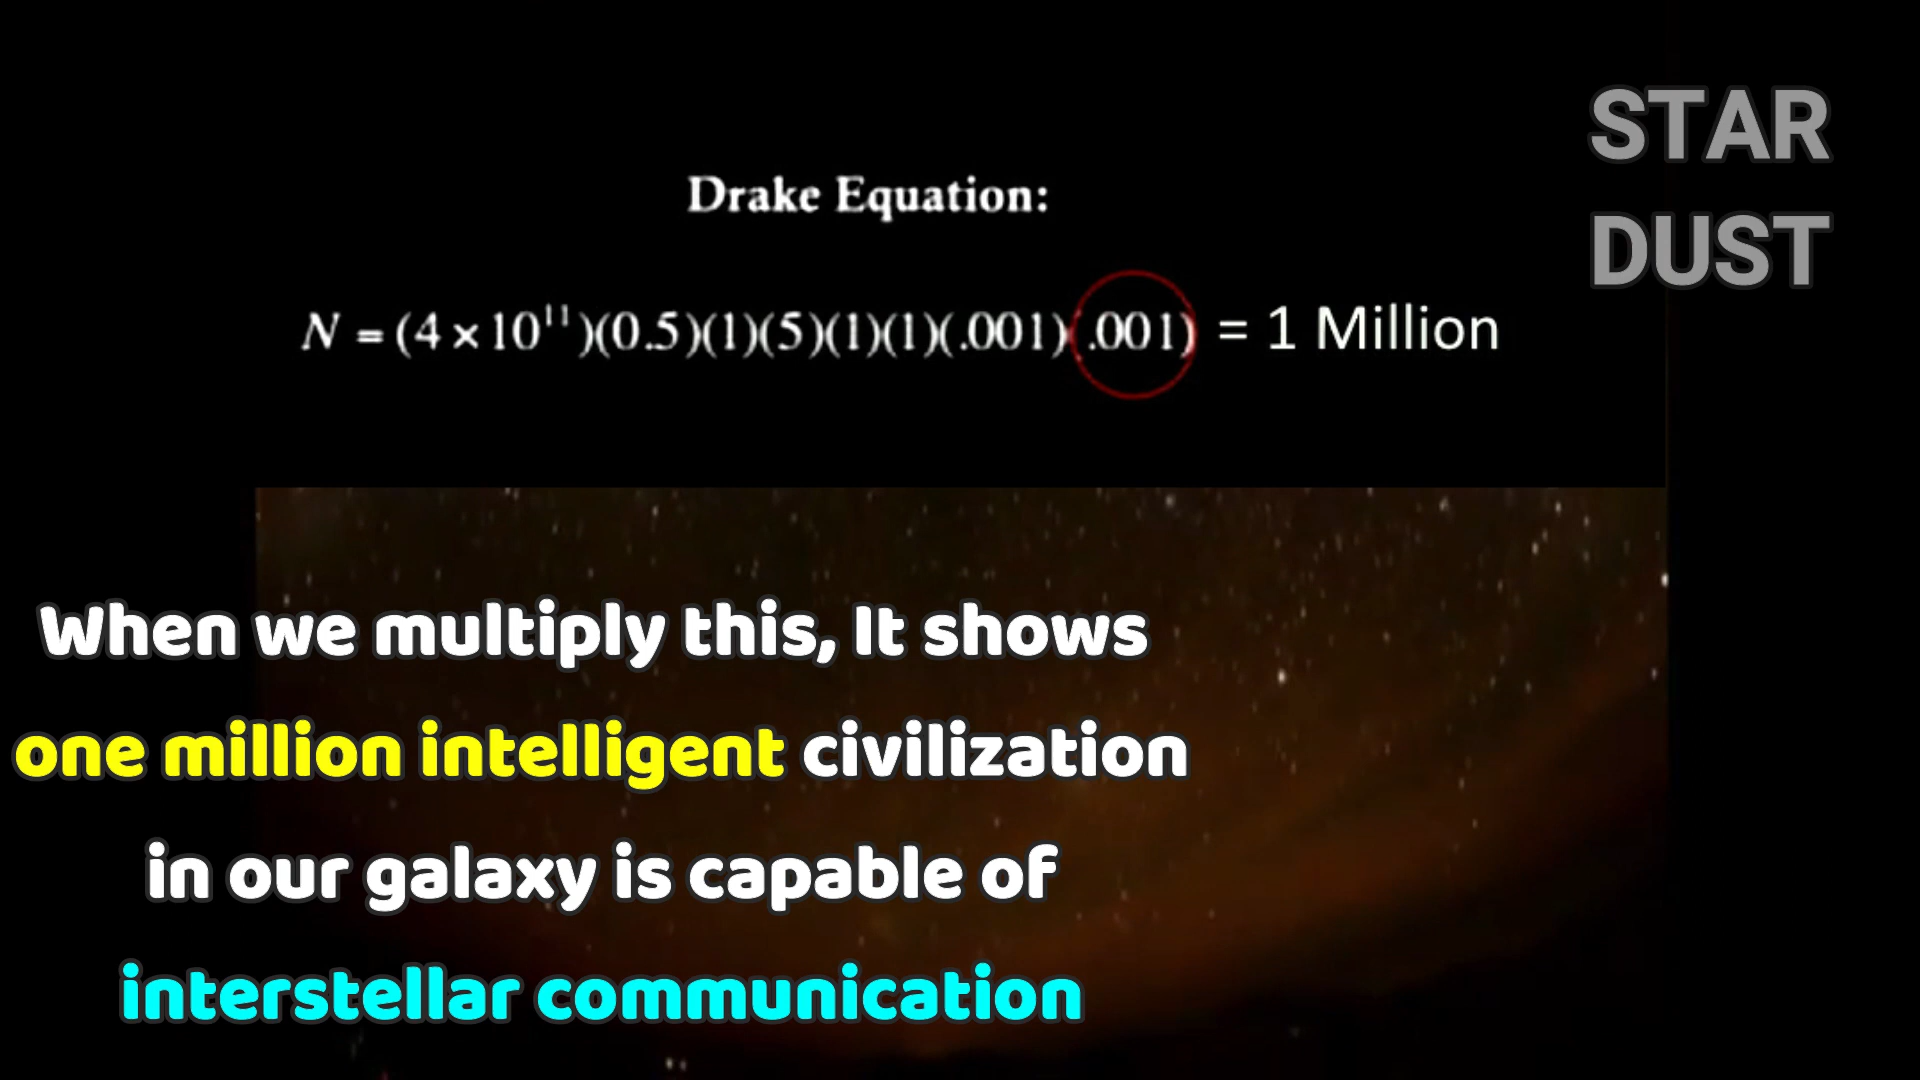 STAR
DUST
Drake Equation:
N = (4 × 10¹¹)(0.5)(1)(5)(1)(1)(.001)(.001) = 1 Million
When we multiply this, It shows
one million intelligent civilization
in our galaxy is capable of
interstellar communication